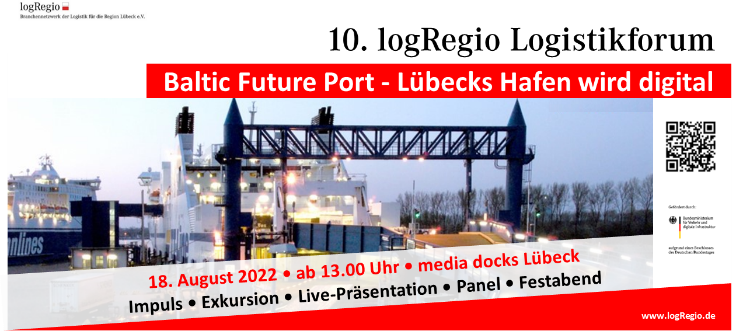 logRegio
Branchennetzwerk der Logistik für die Region Lübeck e.V.
10. logRegio Logistikforum
Baltic Future Port - Lübecks Hafen wird digital
nnlines
Gefördert durch:
Bundesministerium
für Verkehr und
digitale Infrastruktur
aufgrund eines Beschlusses
des Deutschen Bundestages
18. August 2022 • ab 13.00 Uhr • media docks Lübeck
Impuls • Exkursion • Live-Präsentation • Panel • Festabend
www.logRegio.de